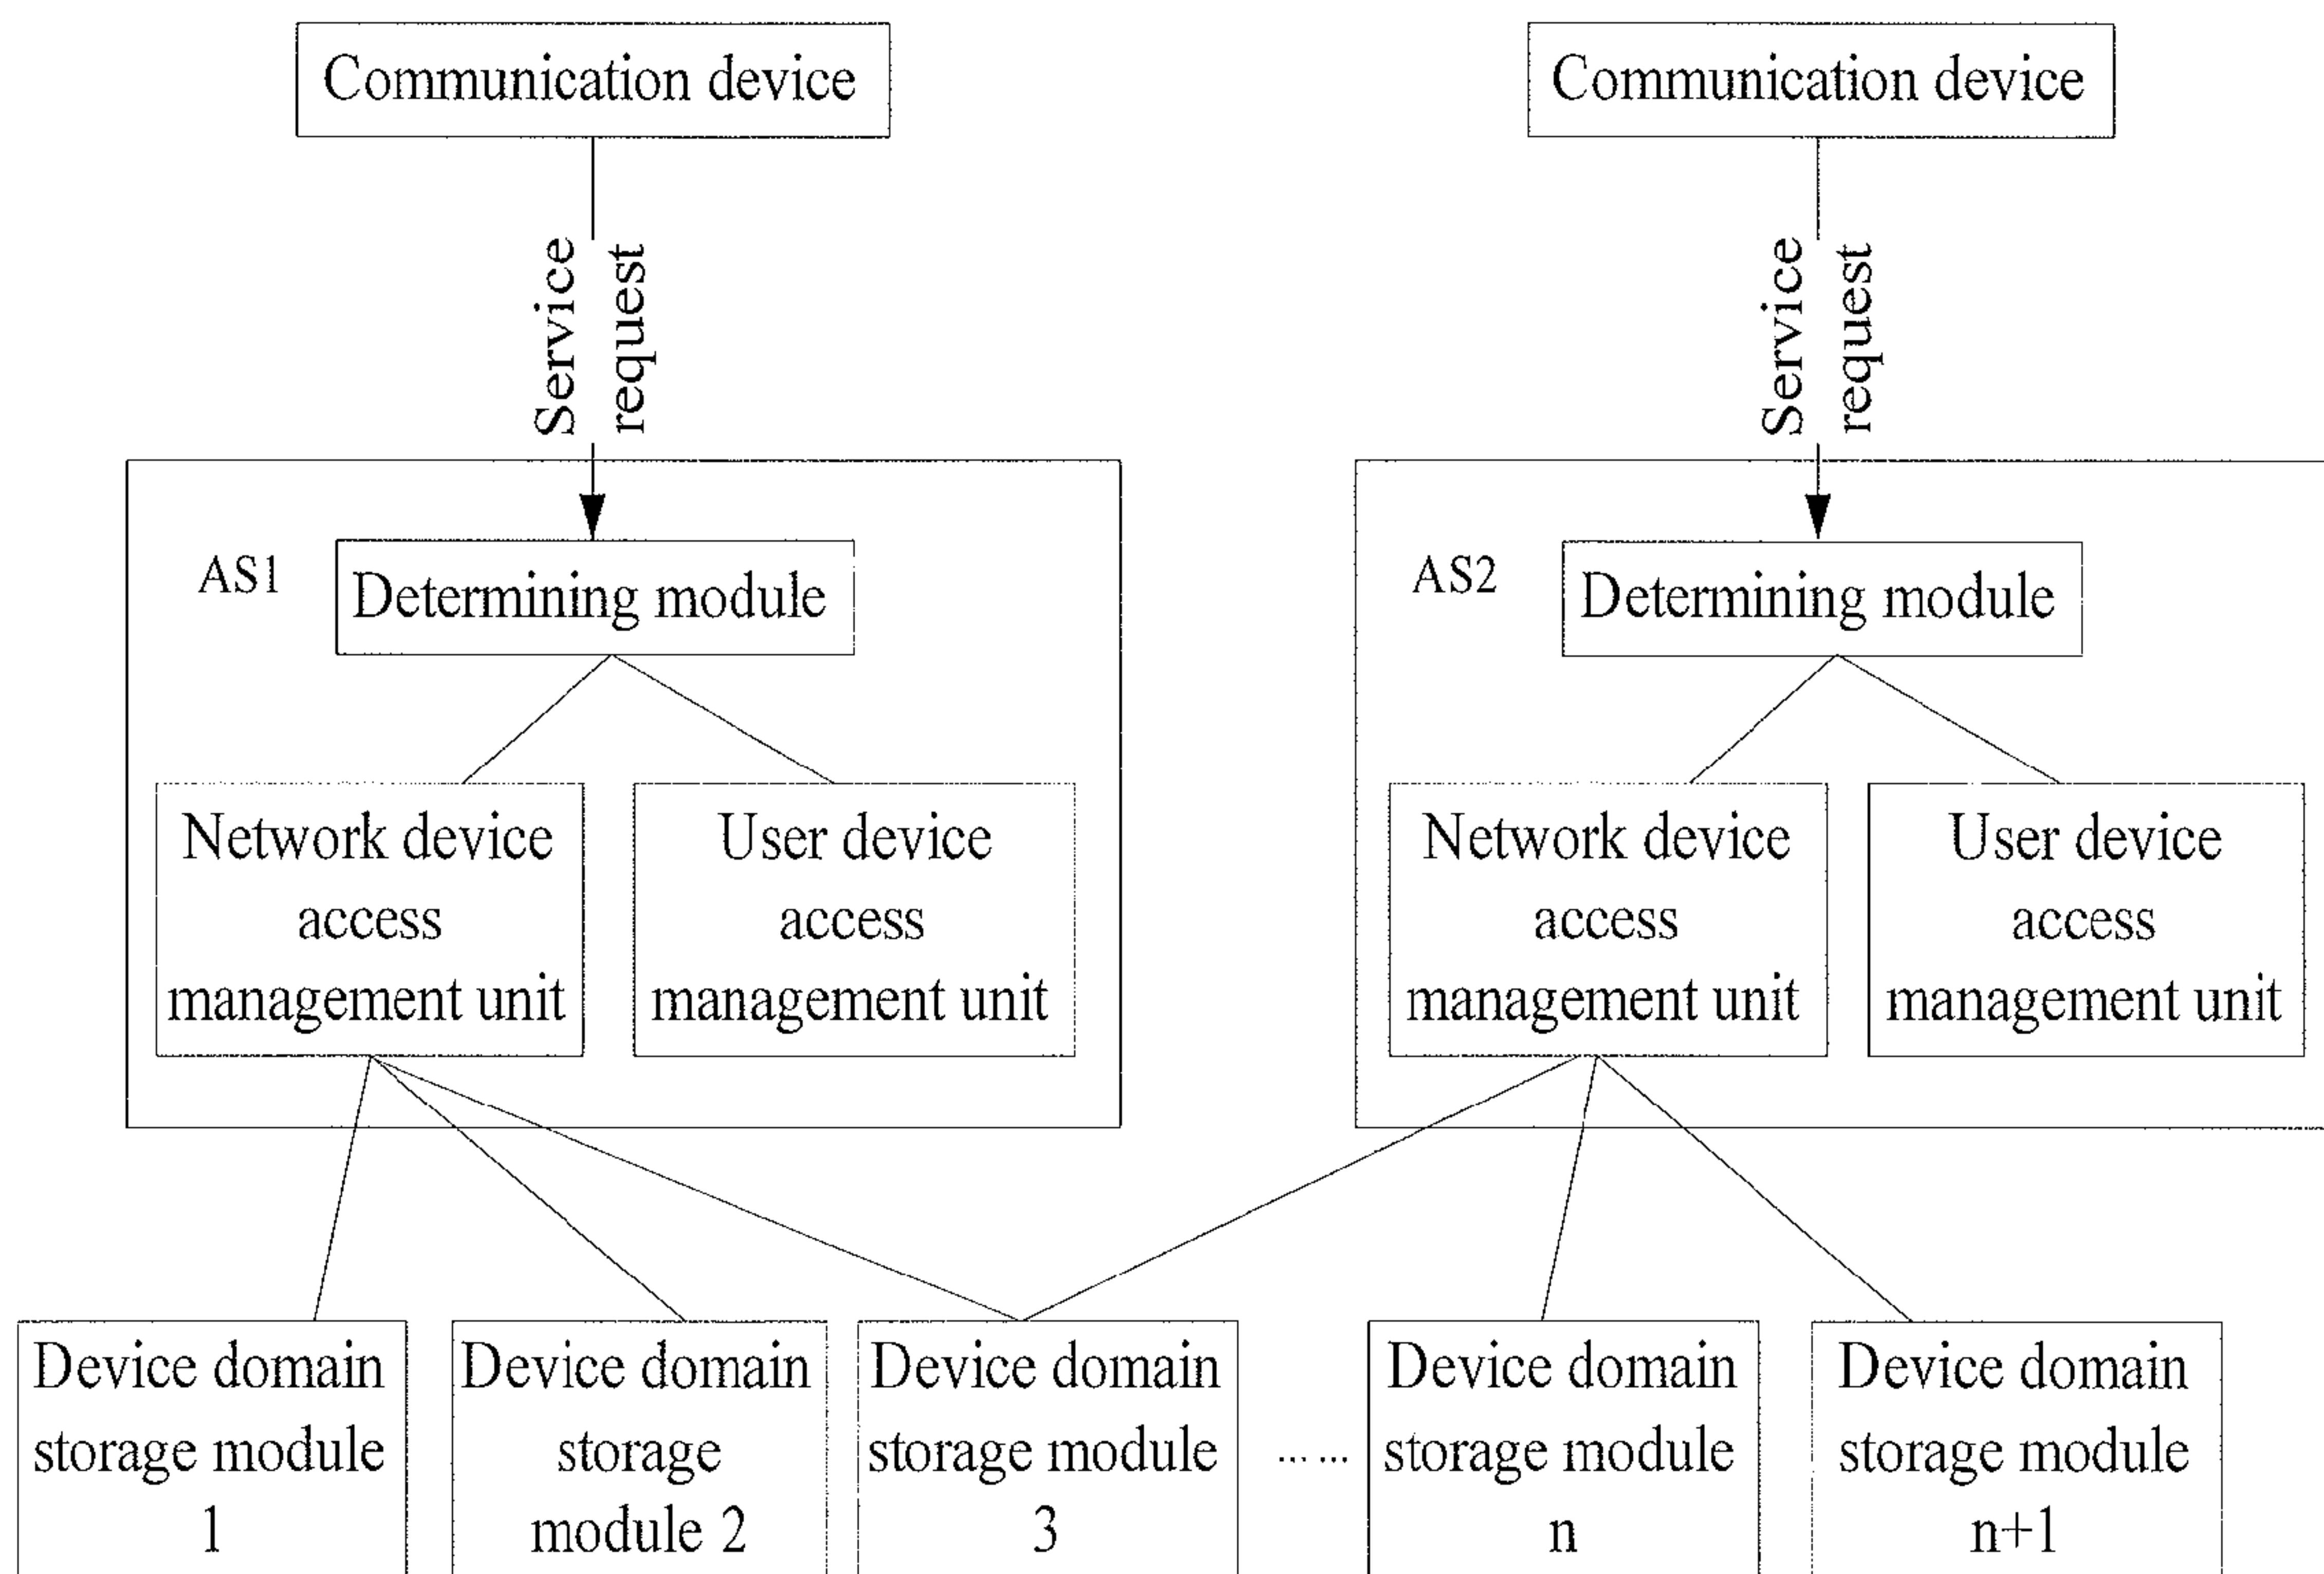 Communication device
Communication device
Service
request
Service
request
AS1
Determining module
AS2
Determining module
Network device
access
management unit
User device
access
management unit
Network device
access
management unit
User device
access
management unit
Device domain
storage module
1
Device domain
storage
module 2
Device domain
storage module
3
... ...
Device domain
storage module
n
Device domain
storage module
n+1